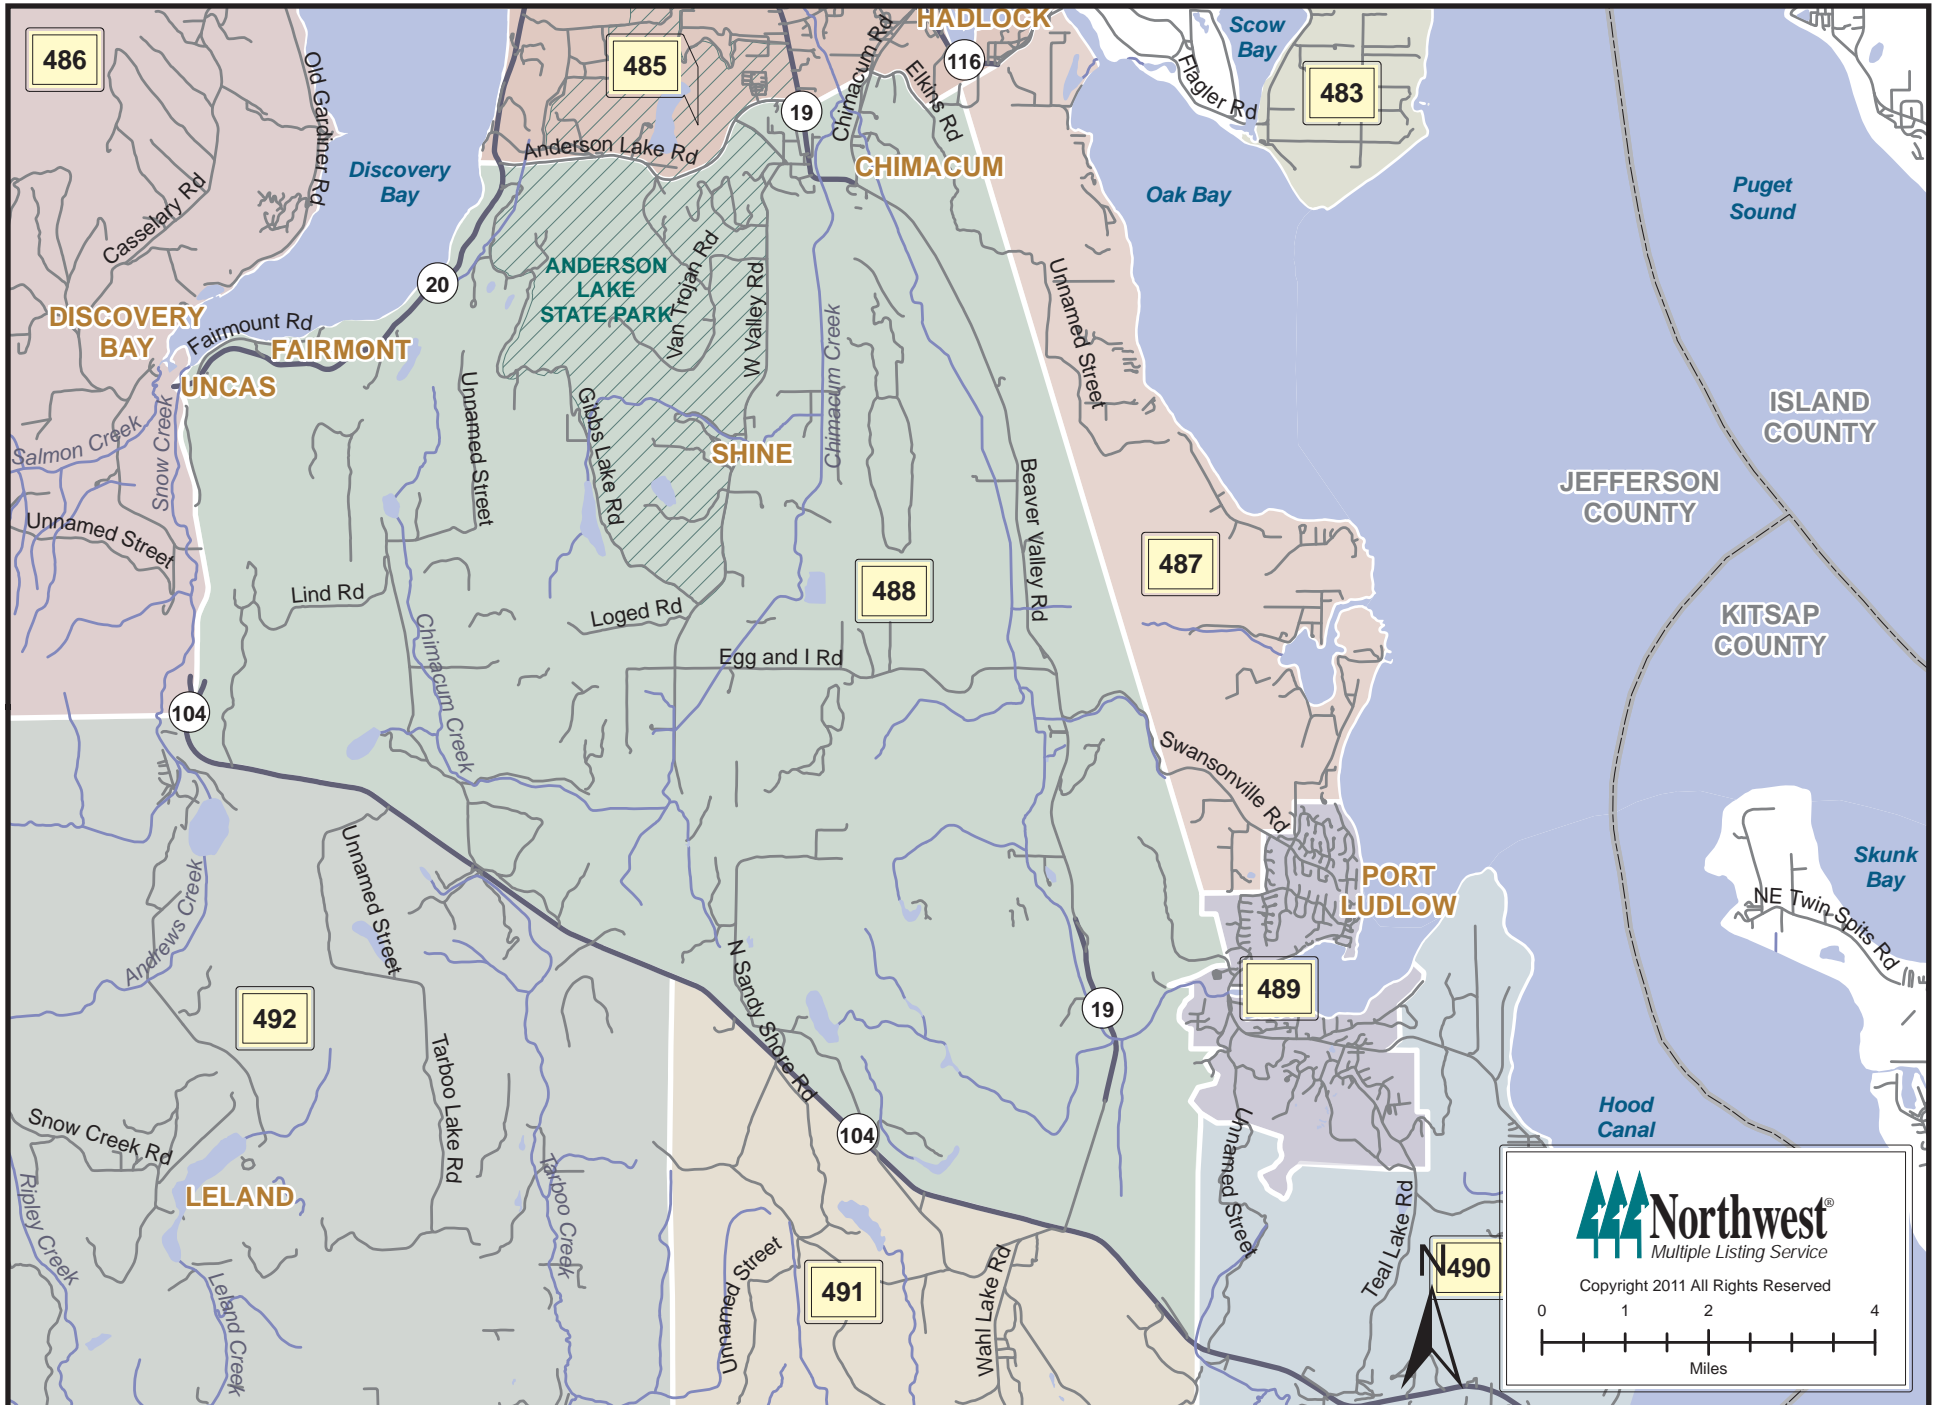 HADLOCK
486
Old Gardiner Rd
485
116
Chimacum Rd
Elkins Rd
Scow
Bay
Flagler Rd
483
19
Anderson Lake Rd
CHIMACUM
Discovery
Bay
Oak Bay
Puget
Sound
Casselary Rd
20
ANDERSON
LAKE
STATE PARK
Van Trojan Rd
W Valley Rd
Unnamed Street
DISCOVERY
BAY
Fairmount Rd
FAIRMONT
UNCAS
Chimacum Creek
ISLAND
COUNTY
Salmon Creek
Snow Creek
Unnamed Street
Gibbs Lake Rd
SHINE
Beaver Valley Rd
JEFFERSON
COUNTY
Unnamed Street
487
488
Lind Rd
Loged Rd
KITSAP
COUNTY
Chimacum Creek
Egg and I Rd
104
Swansonville Rd
Unnamed Street
PORT
LUDLOW
Skunk
Bay
NE Twin Spits Rd
Andrews Creek
N Sandy Shore Rd
489
492
19
Tarboo Lake Rd
Snow Creek Rd
104
Unnamed Street
Hood
Canal
LELAND
Ripley Creek
Tarboo Creek
Teal Lake Rd
Leland Creek
Unnamed Street
491
Wahl Lake Rd
N
490
Northwest®
Multiple Listing Service
Copyright 2011 All Rights Reserved
0 1 2 4
Miles